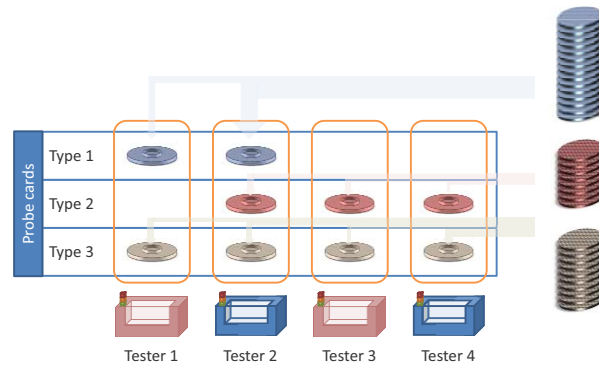 Probe cards
Type 1
Type 2
Type 3
Tester 1
Tester 2
Tester 3
Tester 4